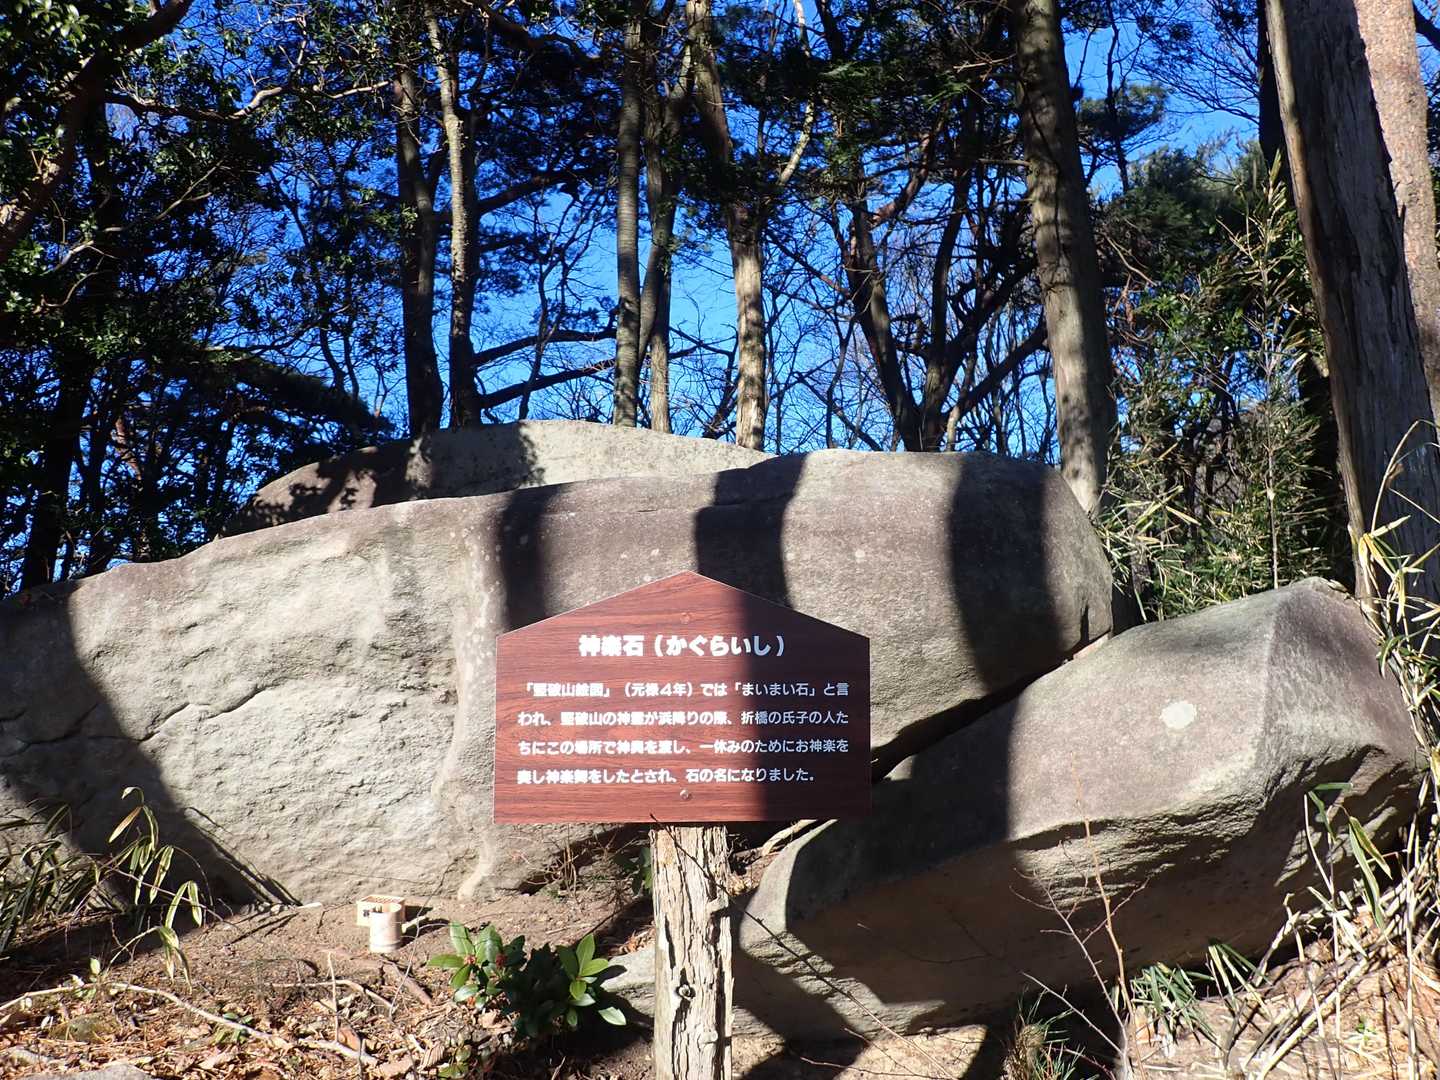 神楽石（かぐらいし）
「堅破山絵図」（元禄４年）では「まいまい石」と言
われ、堅破山の神霊が浜降りの際、折橋の氏子の人た
ちにこの場所で神輿を渡し、一休みのためにお神楽を
奏し神楽舞をしたとされ、石の名になりました。